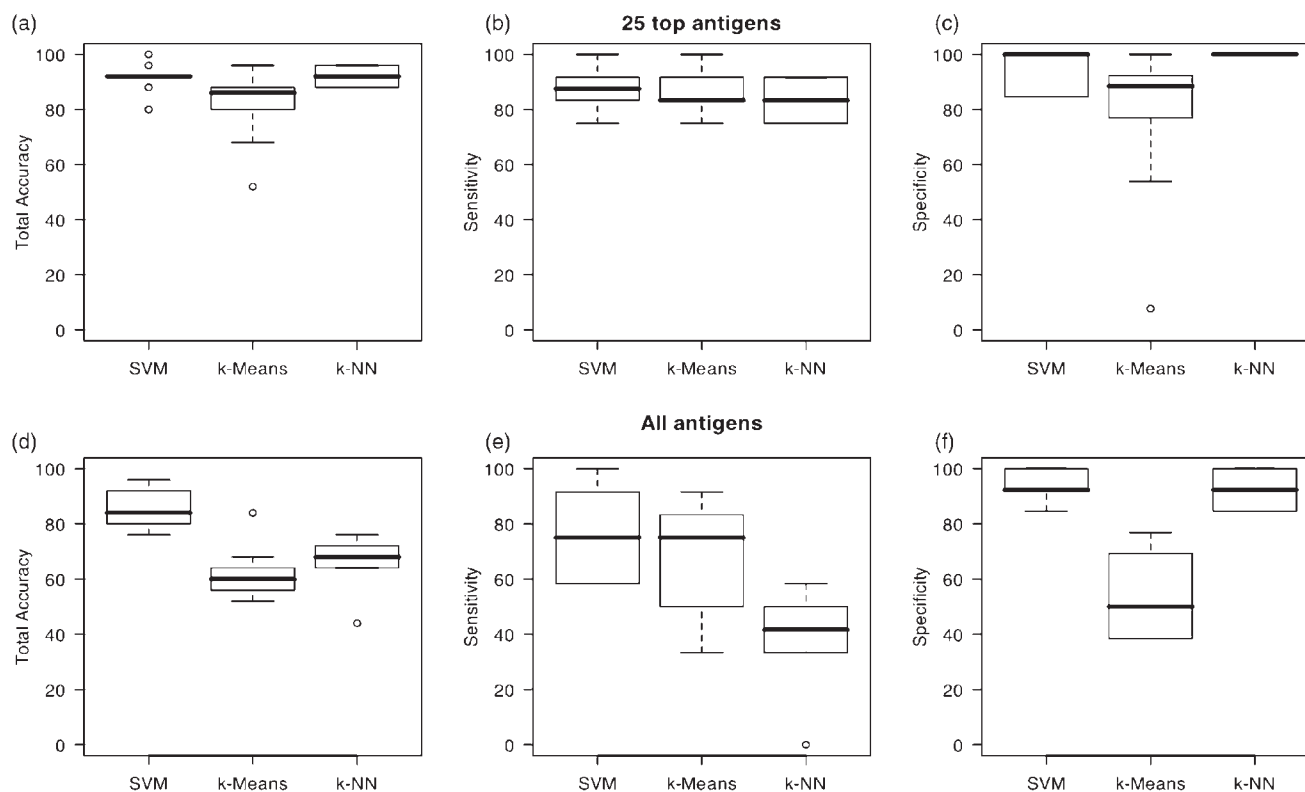 25 top antigens
(a)
Total Accuracy
100
80
60
40
20
0
SVM k-Means k-NN
(b)
Sensitivity
100
80
60
40
20
0
SVM k-Means k-NN
(c)
Specificity
100
80
60
40
20
0
SVM k-Means k-NN
All antigens
(d)
Total Accuracy
100
80
60
40
20
0
SVM k-Means k-NN
(e)
Sensitivity
100
80
60
40
20
0
SVM k-Means k-NN
(f)
Specificity
100
80
60
40
20
0
SVM k-Means k-NN